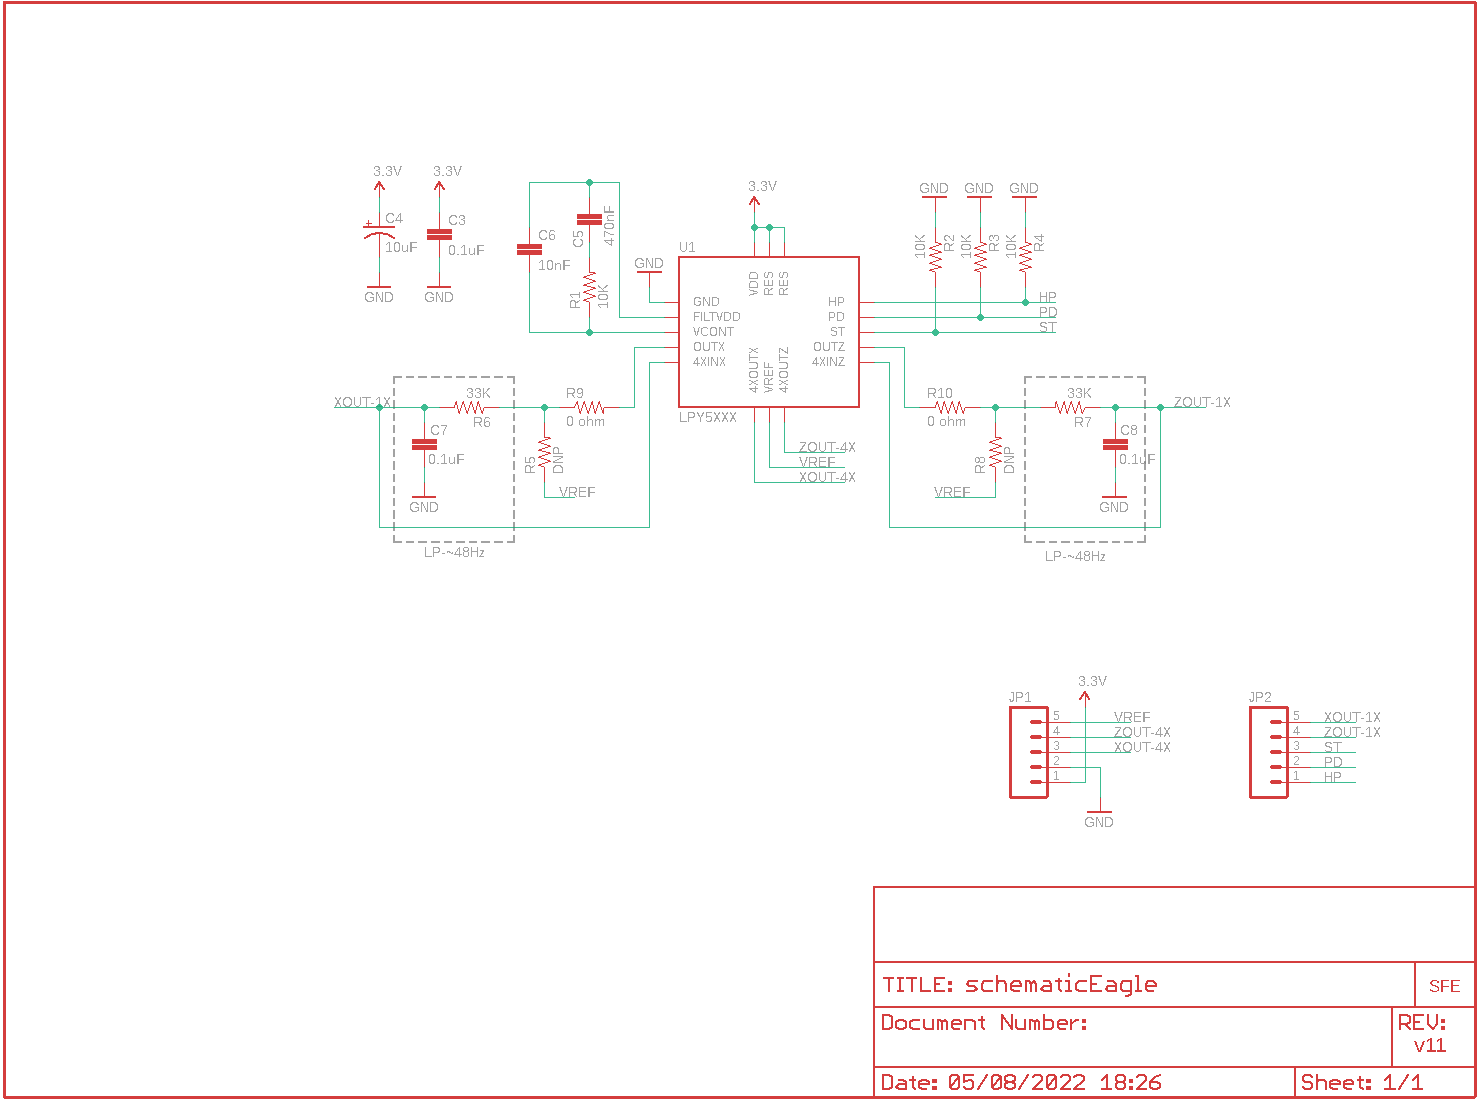 3.3V
3.3V
C4
10uF
GND
C3
0.1uF
GND
C6
10nF
C5
470nF
R1
10K
GND
3.3V
U1
VDD
RES
RES
GND
FILTVDD
VCONT
OUTX
4XINX
HP
PD
ST
OUTZ
4XINZ
4XOUTX
VREF
4XOUTZ
LPY5XXX
GND
GND
GND
10K
R2
10K
R3
10K
R4
HP
PD
ST
XOUT-1X
33K
R6
C7
0.1uF
GND
LP-~48Hz
R9
0 ohm
R5
DNP
VREF
ZOUT-4X
VREF
XOUT-4X
R10
0 ohm
R8
DNP
VREF
33K
R7
C8
0.1uF
GND
LP-~48Hz
ZOUT-1X
JP1
3.3V
5
VREF
4
ZOUT-4X
3
XOUT-4X
2
1
GND
JP2
5
XOUT-1X
4
ZOUT-1X
3
ST
2
PD
1
HP
TITLE: schematicEagle
SFE
Document Number:
REV:
v11
Date: 05/08/2022 18:26
Sheet: 1/1